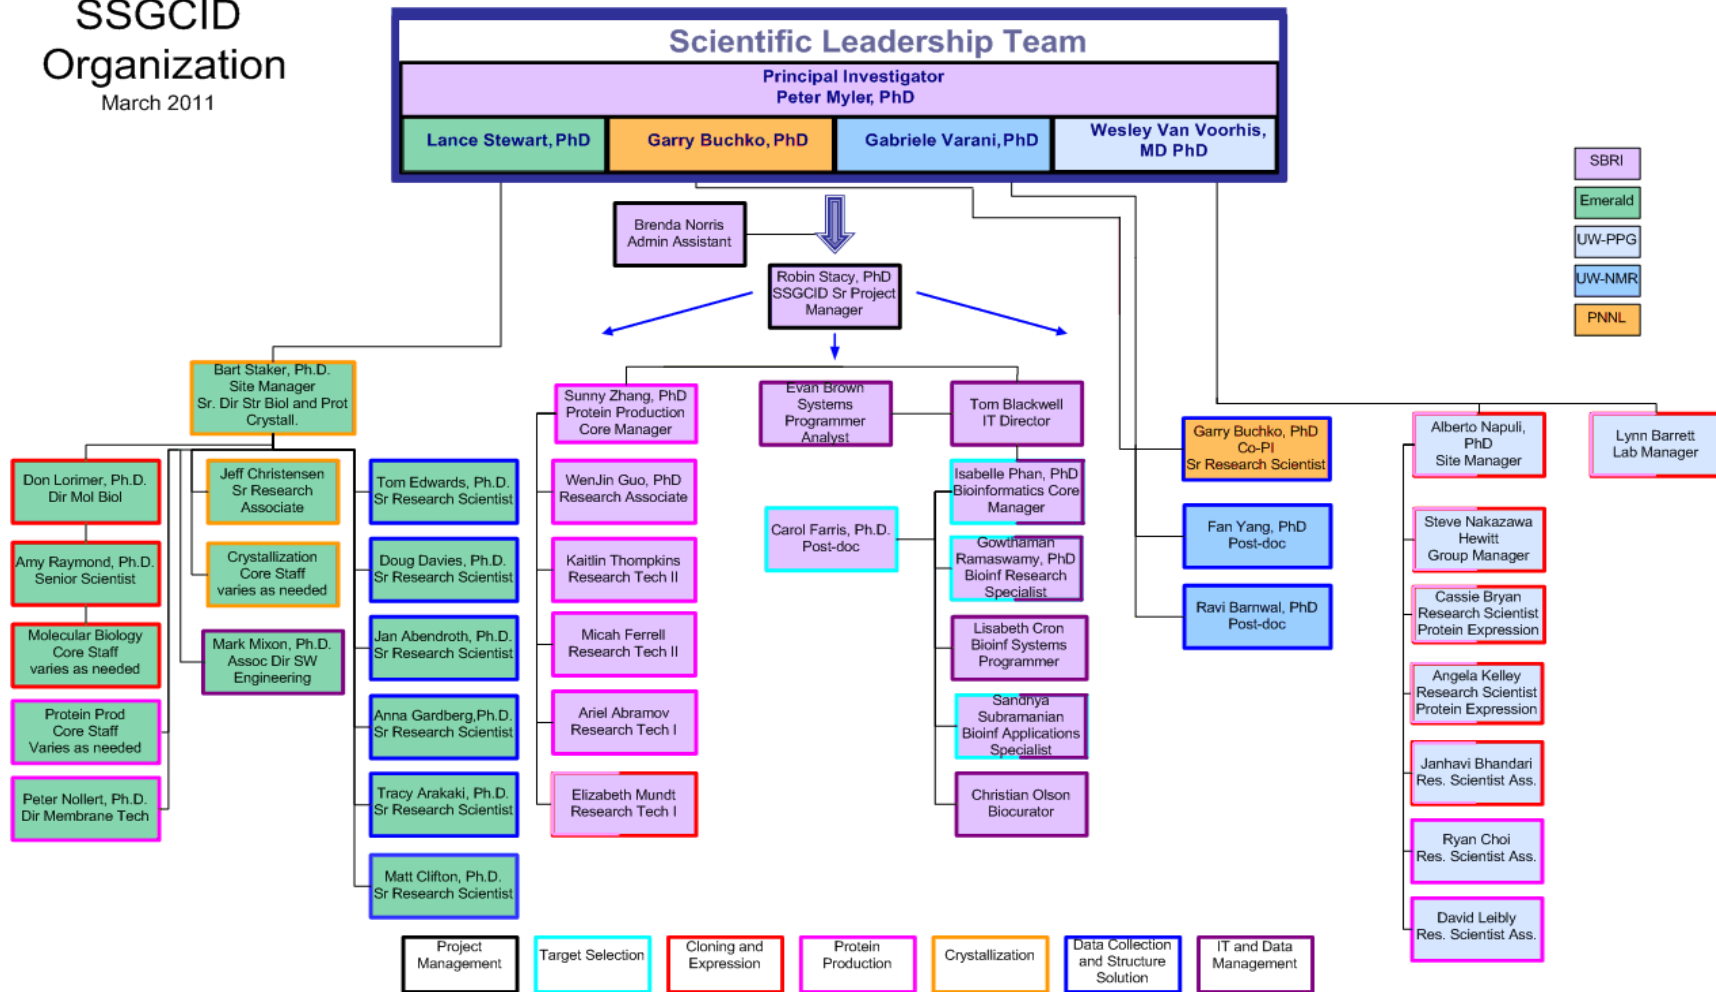 SSGCID
Organization
March 2011
Scientific Leadership Team
Principal Investigator
Peter Myler, PhD
Lance Stewart, PhD
Garry Buchko, PhD
Gabriele Varani, PhD
Wesley Van Voorhis,
MD PhD
SBRI
Emerald
UW-PPG
UW-NMR
PNNL
Brenda Norris
Admin Assistant
Robin Stacy, PhD
SSGCID Sr Project
Manager
Bart Staker, Ph.D.
Site Manager
Sr. Dir Str Biol and Prot
Crystall.
Don Lorimer, Ph.D.
Dir Mol Biol
Amy Raymond, Ph.D.
Senior Scientist
Molecular Biology
Core Staff
varies as needed
Protein Prod
Core Staff
Varies as needed
Peter Nollert, Ph.D.
Dir Membrane Tech
Jeff Christensen
Sr Research
Associate
Crystallization
Core Staff
varies as needed
Mark Mixon, Ph.D.
Assoc Dir SW
Engineering
Tom Edwards, Ph.D.
Sr Research Scientist
Doug Davies, Ph.D.
Sr Research Scientist
Jan Abendroth, Ph.D.
Sr Research Scientist
Anna Gardberg,Ph.D.
Sr Research Scientist
Tracy Arakaki, Ph.D.
Sr Research Scientist
Matt Clifton, Ph.D.
Sr Research Scientist
Sunny Zhang, PhD
Protein Production
Core Manager
WenJin Guo, PhD
Research Associate
Kaitlin Thompkins
Research Tech II
Micah Ferrell
Research Tech II
Ariel Abramov
Research Tech I
Elizabeth Mundt
Research Tech I
Evan Brown
Systems
Programmer
Analyst
Tom Blackwell
IT Director
Carol Farris, Ph.D.
Post-doc
Isabelle Phan, PhD
Bioinformatics Core
Manager
Gowthaman
Ramaswamy, PhD
Bioinf Research
Specialist
Lisabeth Cron
Bioinf Systems
Programmer
Sandhya
Subramanian
Bioinf Applications
Specialist
Christian Olson
Biocurator
Garry Buchko, PhD
Co-PI
Sr Research Scientist
Fan Yang, PhD
Post-doc
Ravi Barnwal, PhD
Post-doc
Alberto Napuli,
PhD
Site Manager
Lynn Barrett
Lab Manager
Steve Nakazawa
Hewitt
Group Manager
Cassie Bryan
Research Scientist
Protein Expression
Angela Kelley
Research Scientist
Protein Expression
Janhavi Bhandari
Res. Scientist Ass.
Ryan Choi
Res. Scientist Ass.
David Leibly
Res. Scientist Ass.
Project
Management
Target Selection
Cloning and
Expression
Protein
Production
Crystallization
Data Collection
and Structure
Solution
IT and Data
Management